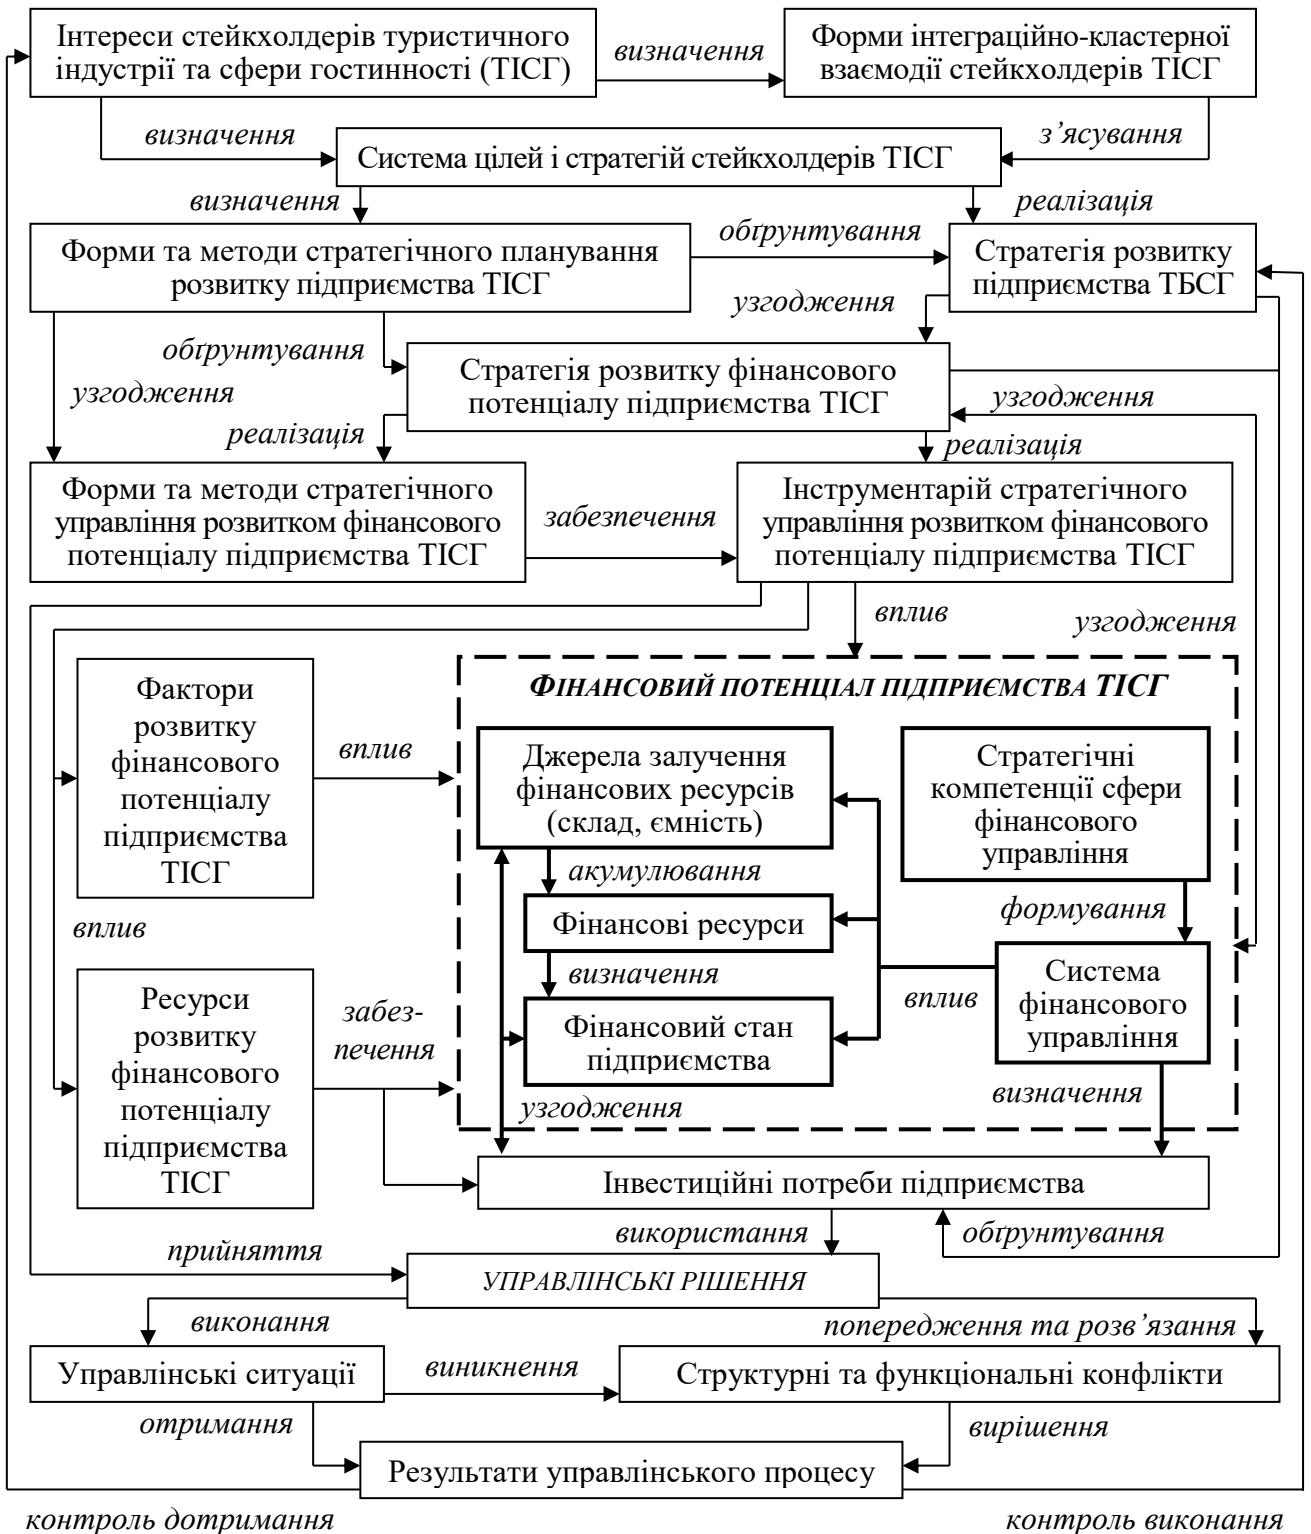 Інтереси стейкхолдерів туристичного
індустрії та сфери гостинності (ТІСГ)
визначення
Форми інтеграційно-кластерної
взаємодії стейкхолдерів ТІСГ
визначення
з’ясування
Система цілей і стратегій стейкхолдерів ТІСГ
визначення
реалізація
Форми та методи стратегічного планування
розвитку підприємства ТІСГ
обґрунтування
Стратегія розвитку
підприємства ТБСГ
узгодження
обґрунтування
узгодження
Стратегія розвитку фінансового
потенціалу підприємства ТІСГ
узгодження
реалізація
реалізація
Форми та методи стратегічного
управління розвитком фінансового
потенціалу підприємства ТІСГ
забезпечення
Інструментарій стратегічного
управління розвитком фінансового
потенціалу підприємства ТІСГ
вплив
узгодження
Фактори
розвитку
фінансового
потенціалу
підприємства
ТІСГ
вплив
вплив
Ресурси
розвитку
фінансового
потенціалу
підприємства
ТІСГ
забез-
печення
ФІНАНСОВИЙ ПОТЕНЦІАЛ ПІДПРИЄМСТВА ТІСГ
Джерела залучення
фінансових ресурсів
(склад, ємність)
Стратегічні
компетенції сфери
фінансового
управління
акумулювання
формування
Фінансові ресурси
визначення
вплив
Система
фінансового
управління
Фінансовий стан
підприємства
узгодження
визначення
Інвестиційні потреби підприємства
використання
обґрунтування
прийняття
УПРАВЛІНСЬКІ РІШЕННЯ
виконання
попередження та розв’язання
Управлінські ситуації
виникнення
Структурні та функціональні конфлікти
отримання
вирішення
Результати управлінського процесу
контроль дотримання
контроль виконання